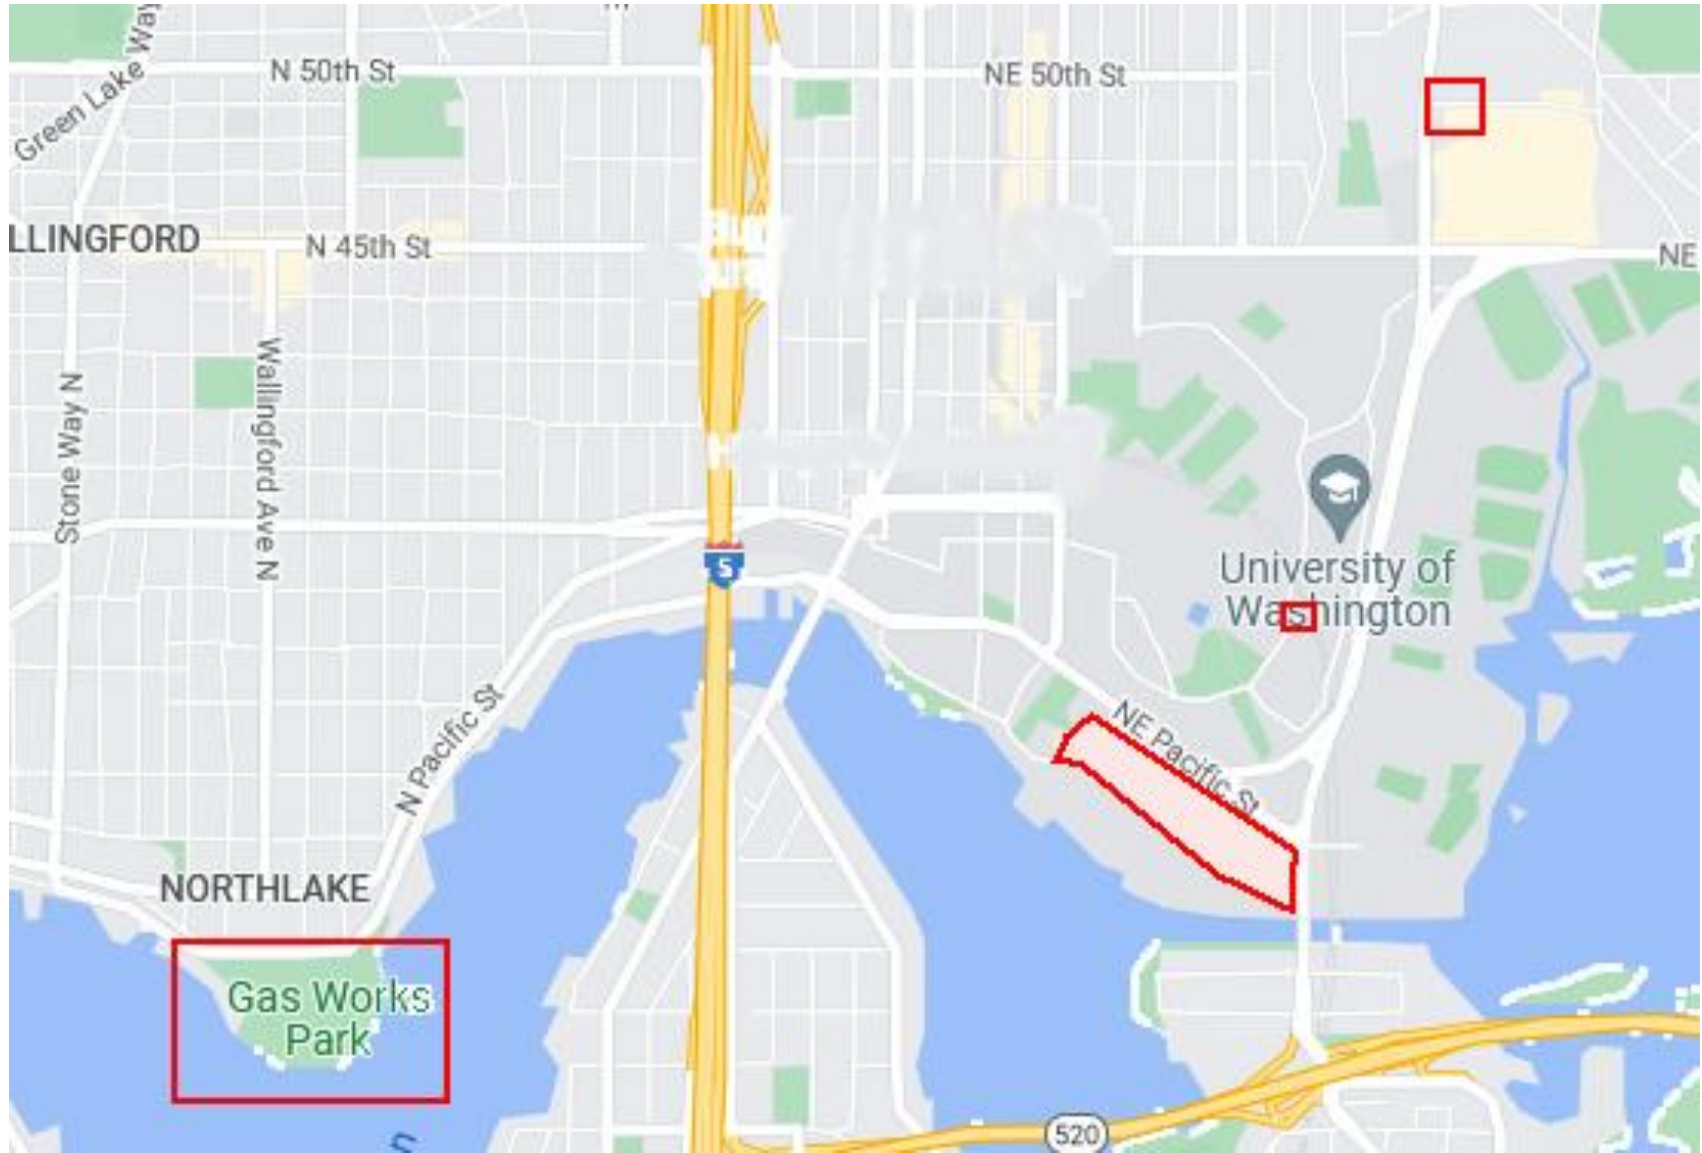 N 50th St
NE 50th St
Green Lake Way
LLINGFORD
N 45th St
NE
Wallingford Ave N
Stone Way N
5
University of
Washington
N Pacific St
NE Pacific St
NORTHLAKE
Gas Works
Park
520